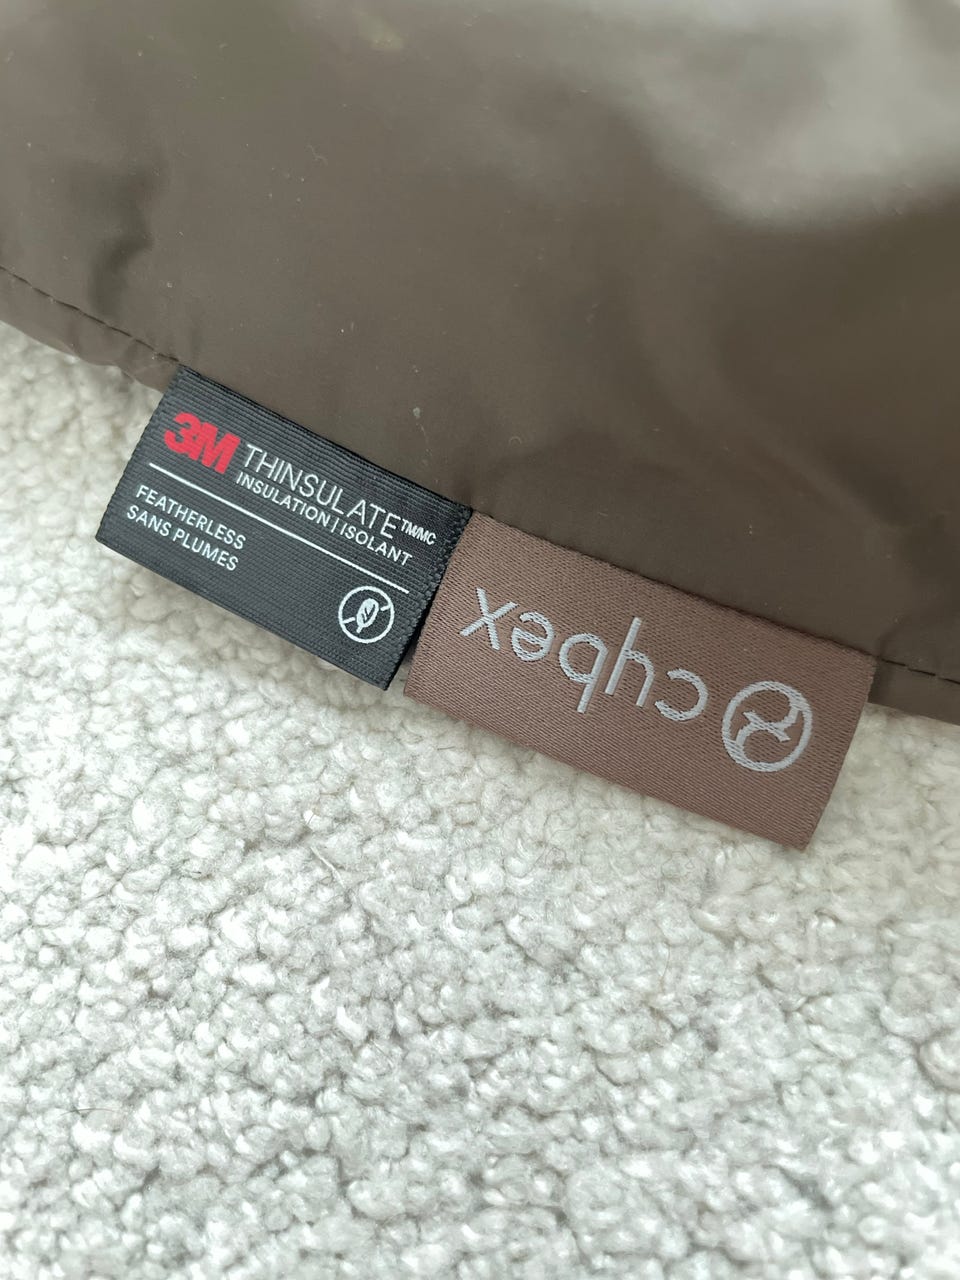 3M THINSULATE™/MC
INSULATION | ISOLANT
FEATHERLESS
SANS PLUMES
cybex